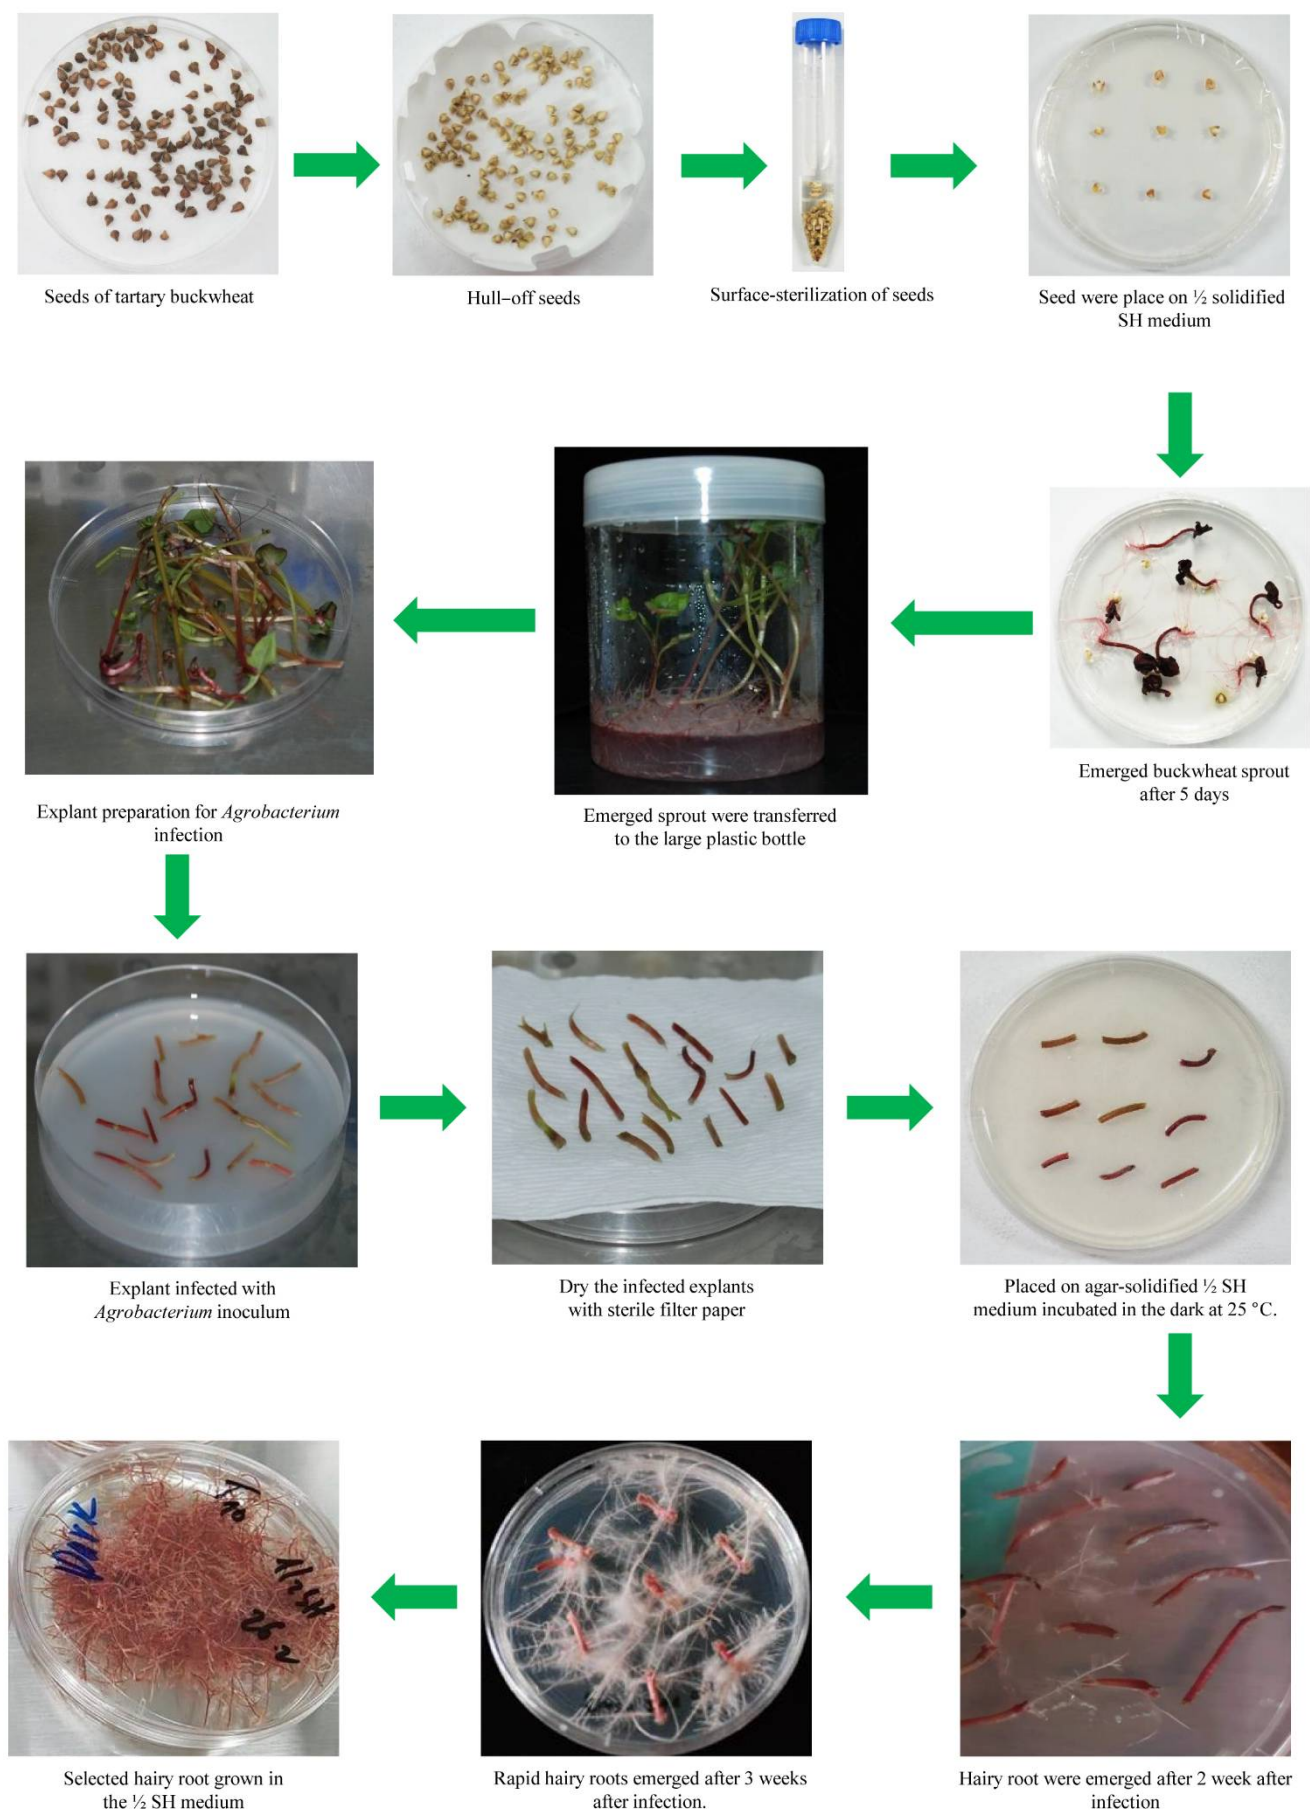 Seeds of tartary buckwheat
Hull–off seeds
Surface-sterilization of seeds
Seed were place on ½ solidified
SH medium
Emerged buckwheat sprout
after 5 days
Emerged sprout were transferred
to the large plastic bottle
Explant preparation for Agrobacterium
infection
Explant infected with
Agrobacterium inoculum
Dry the infected explants
with sterile filter paper
Placed on agar-solidified ½ SH
medium incubated in the dark at 25 °C.
Hairy root were emerged after 2 week after
infection
Rapid hairy roots emerged after 3 weeks
after infection.
Dark
1/2 SH
Selected hairy root grown in
the ½ SH medium